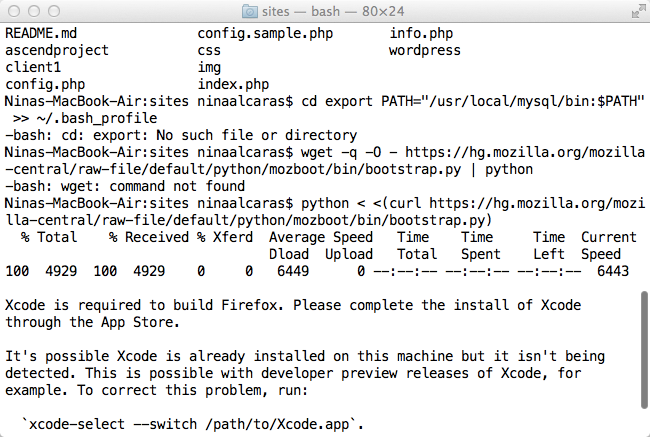 sites — bash — 80×24
README.md config.sample.php info.php
ascendproject css wordpress
client1 img
config.php index.php
Ninas-MacBook-Air:sites ninaalcaras$ cd export PATH="/usr/local/mysql/bin:$PATH"
>> ~/.bash_profile
-bash: cd: export: No such file or directory
Ninas-MacBook-Air:sites ninaalcaras$ wget -q -O - https://hg.mozilla.org/mozilla
-central/raw-file/default/python/mozboot/bin/bootstrap.py | python
-bash: wget: command not found
Ninas-MacBook-Air:sites ninaalcaras$ python < <(curl https://hg.mozilla.org/mozi
lla-central/raw-file/default/python/mozboot/bin/bootstrap.py)
% Total % Received % Xferd Average Speed Time Time Time Current
Dload Upload Total Spent Left Speed
100 4929 100 4929 0 0 6449 0 --:--:-- --:--:-- --:--:-- 6443
Xcode is required to build Firefox. Please complete the install of Xcode
through the App Store.
It's possible Xcode is already installed on this machine but it isn't being
detected. This is possible with developer preview releases of Xcode, for
example. To correct this problem, run:
`xcode-select --switch /path/to/Xcode.app`.